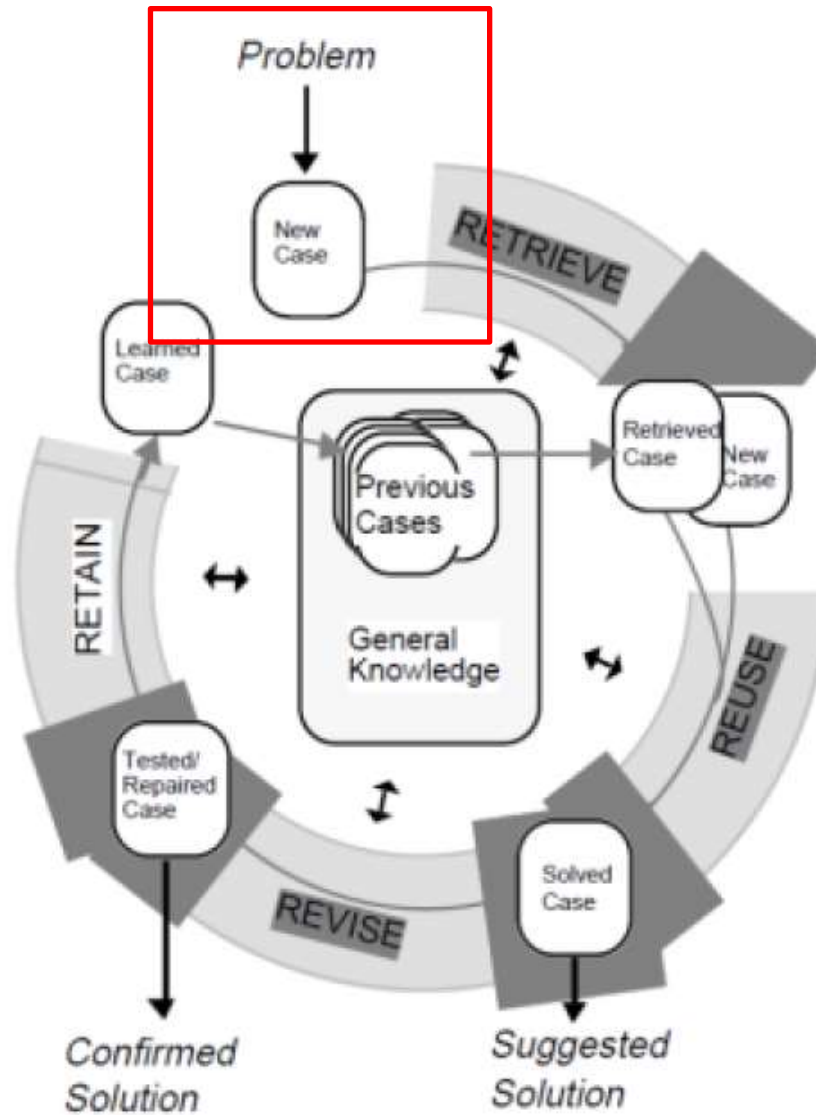 Problem
New
Case
RETRIEVE
Learned
Case
Retrieved
Case
New
Case
Previous
Cases
General
Knowledge
RETAIN
REUSE
Tested/
Repaired
Case
Solved
Case
REVISE
Confirmed
Solution
Suggested
Solution